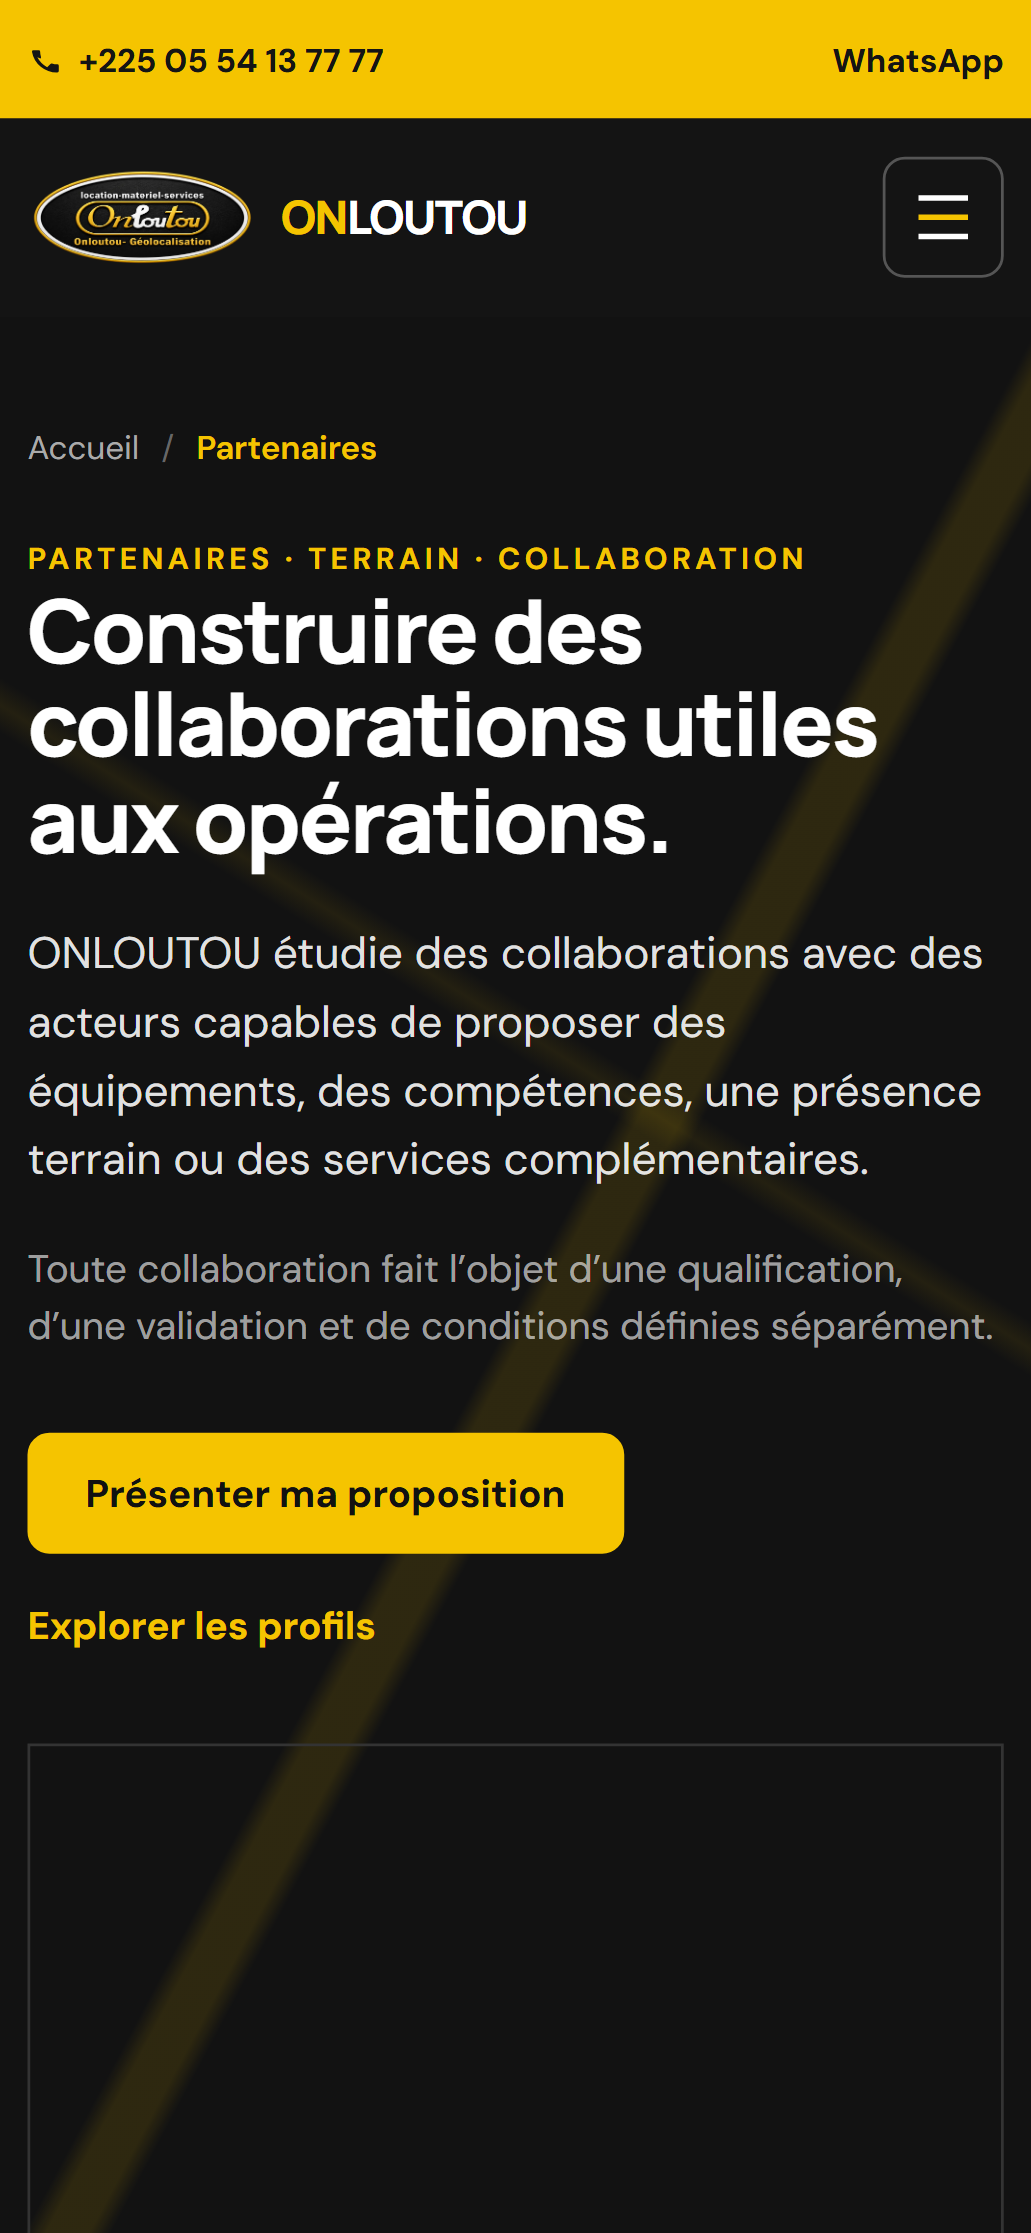 +225 05 54 13 77 77
WhatsApp
location-materiel-services
Onloutou
Onloutou- Géolocalisation
ONLOUTOU
Accueil / Partenaires
PARTENAIRES · TERRAIN · COLLABORATION
Construire des
collaborations utiles
aux opérations.
ONLOUTOU étudie des collaborations avec des
acteurs capables de proposer des
équipements, des compétences, une présence
terrain ou des services complémentaires.
Toute collaboration fait l’objet d’une qualification,
d’une validation et de conditions définies séparément.
Présenter ma proposition
Explorer les profils